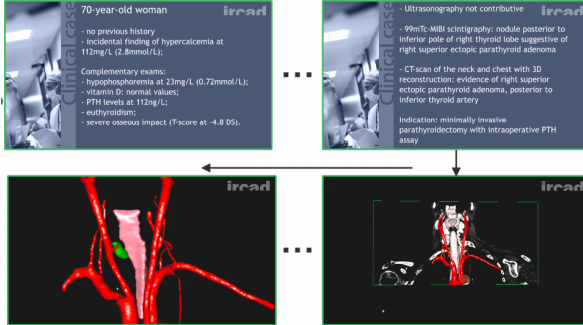 70-year-old woman
ircad
Clinical case
- no previous history
- incidental finding of hypercalcemia at
112mg/L (2.8mmol/L);
Complementary exams:
- hypophosphoremia at 23mg/L (0.72mmol/L);
- vitamin D: normal values;
- PTH levels at 112ng/L;
- euthyroidism;
- severe osseous impact (T-score at -4.8 DS).
...
ircad
Clinical case
- Ultrasonography not contributive
- 99mTc-MIBI scintigraphy: nodule posterior to
inferior pole of right thyroid lobe suggestive of
right superior ectopic parathyroid adenoma
- CT-scan of the neck and chest with 3D
reconstruction: evidence of right superior
ectopic parathyroid adenoma, posterior to
inferior thyroid artery
Indication: minimally invasive
parathyroidectomy with intraoperative PTH
assay
ircad
...
ircad